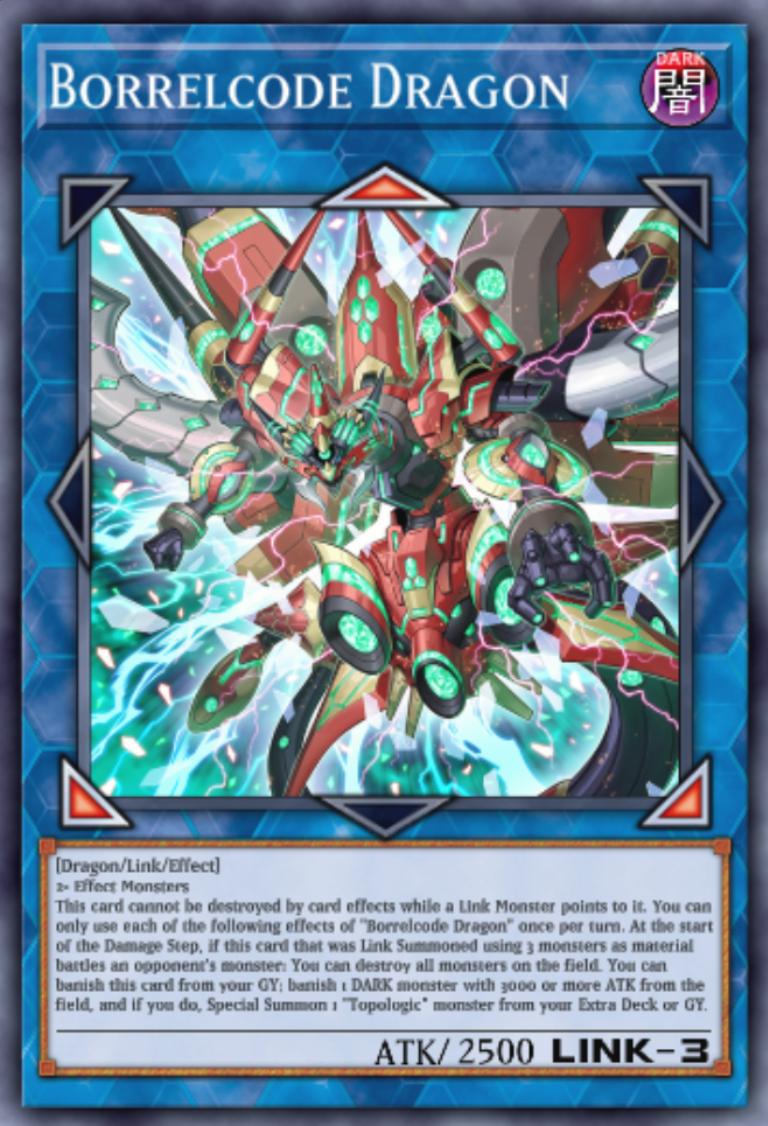 BORRELCODE DRAGON
DARK
闇
[Dragon/Link/Effect]
2+ Effect Monsters
This card cannot be destroyed by card effects while a Link Monster points to it. You can
only use each of the following effects of "Borrelcode Dragon" once per turn. At the start
of the Damage Step, if this card that was Link Summoned using 3 monsters as material
battles an opponent's monster: You can destroy all monsters on the field. You can
banish this card from your GY; banish 1 DARK monster with 3000 or more ATK from the
field, and if you do, Special Summon 1 "Topologic" monster from your Extra Deck or GY.
ATK/ 2500 LINK-3